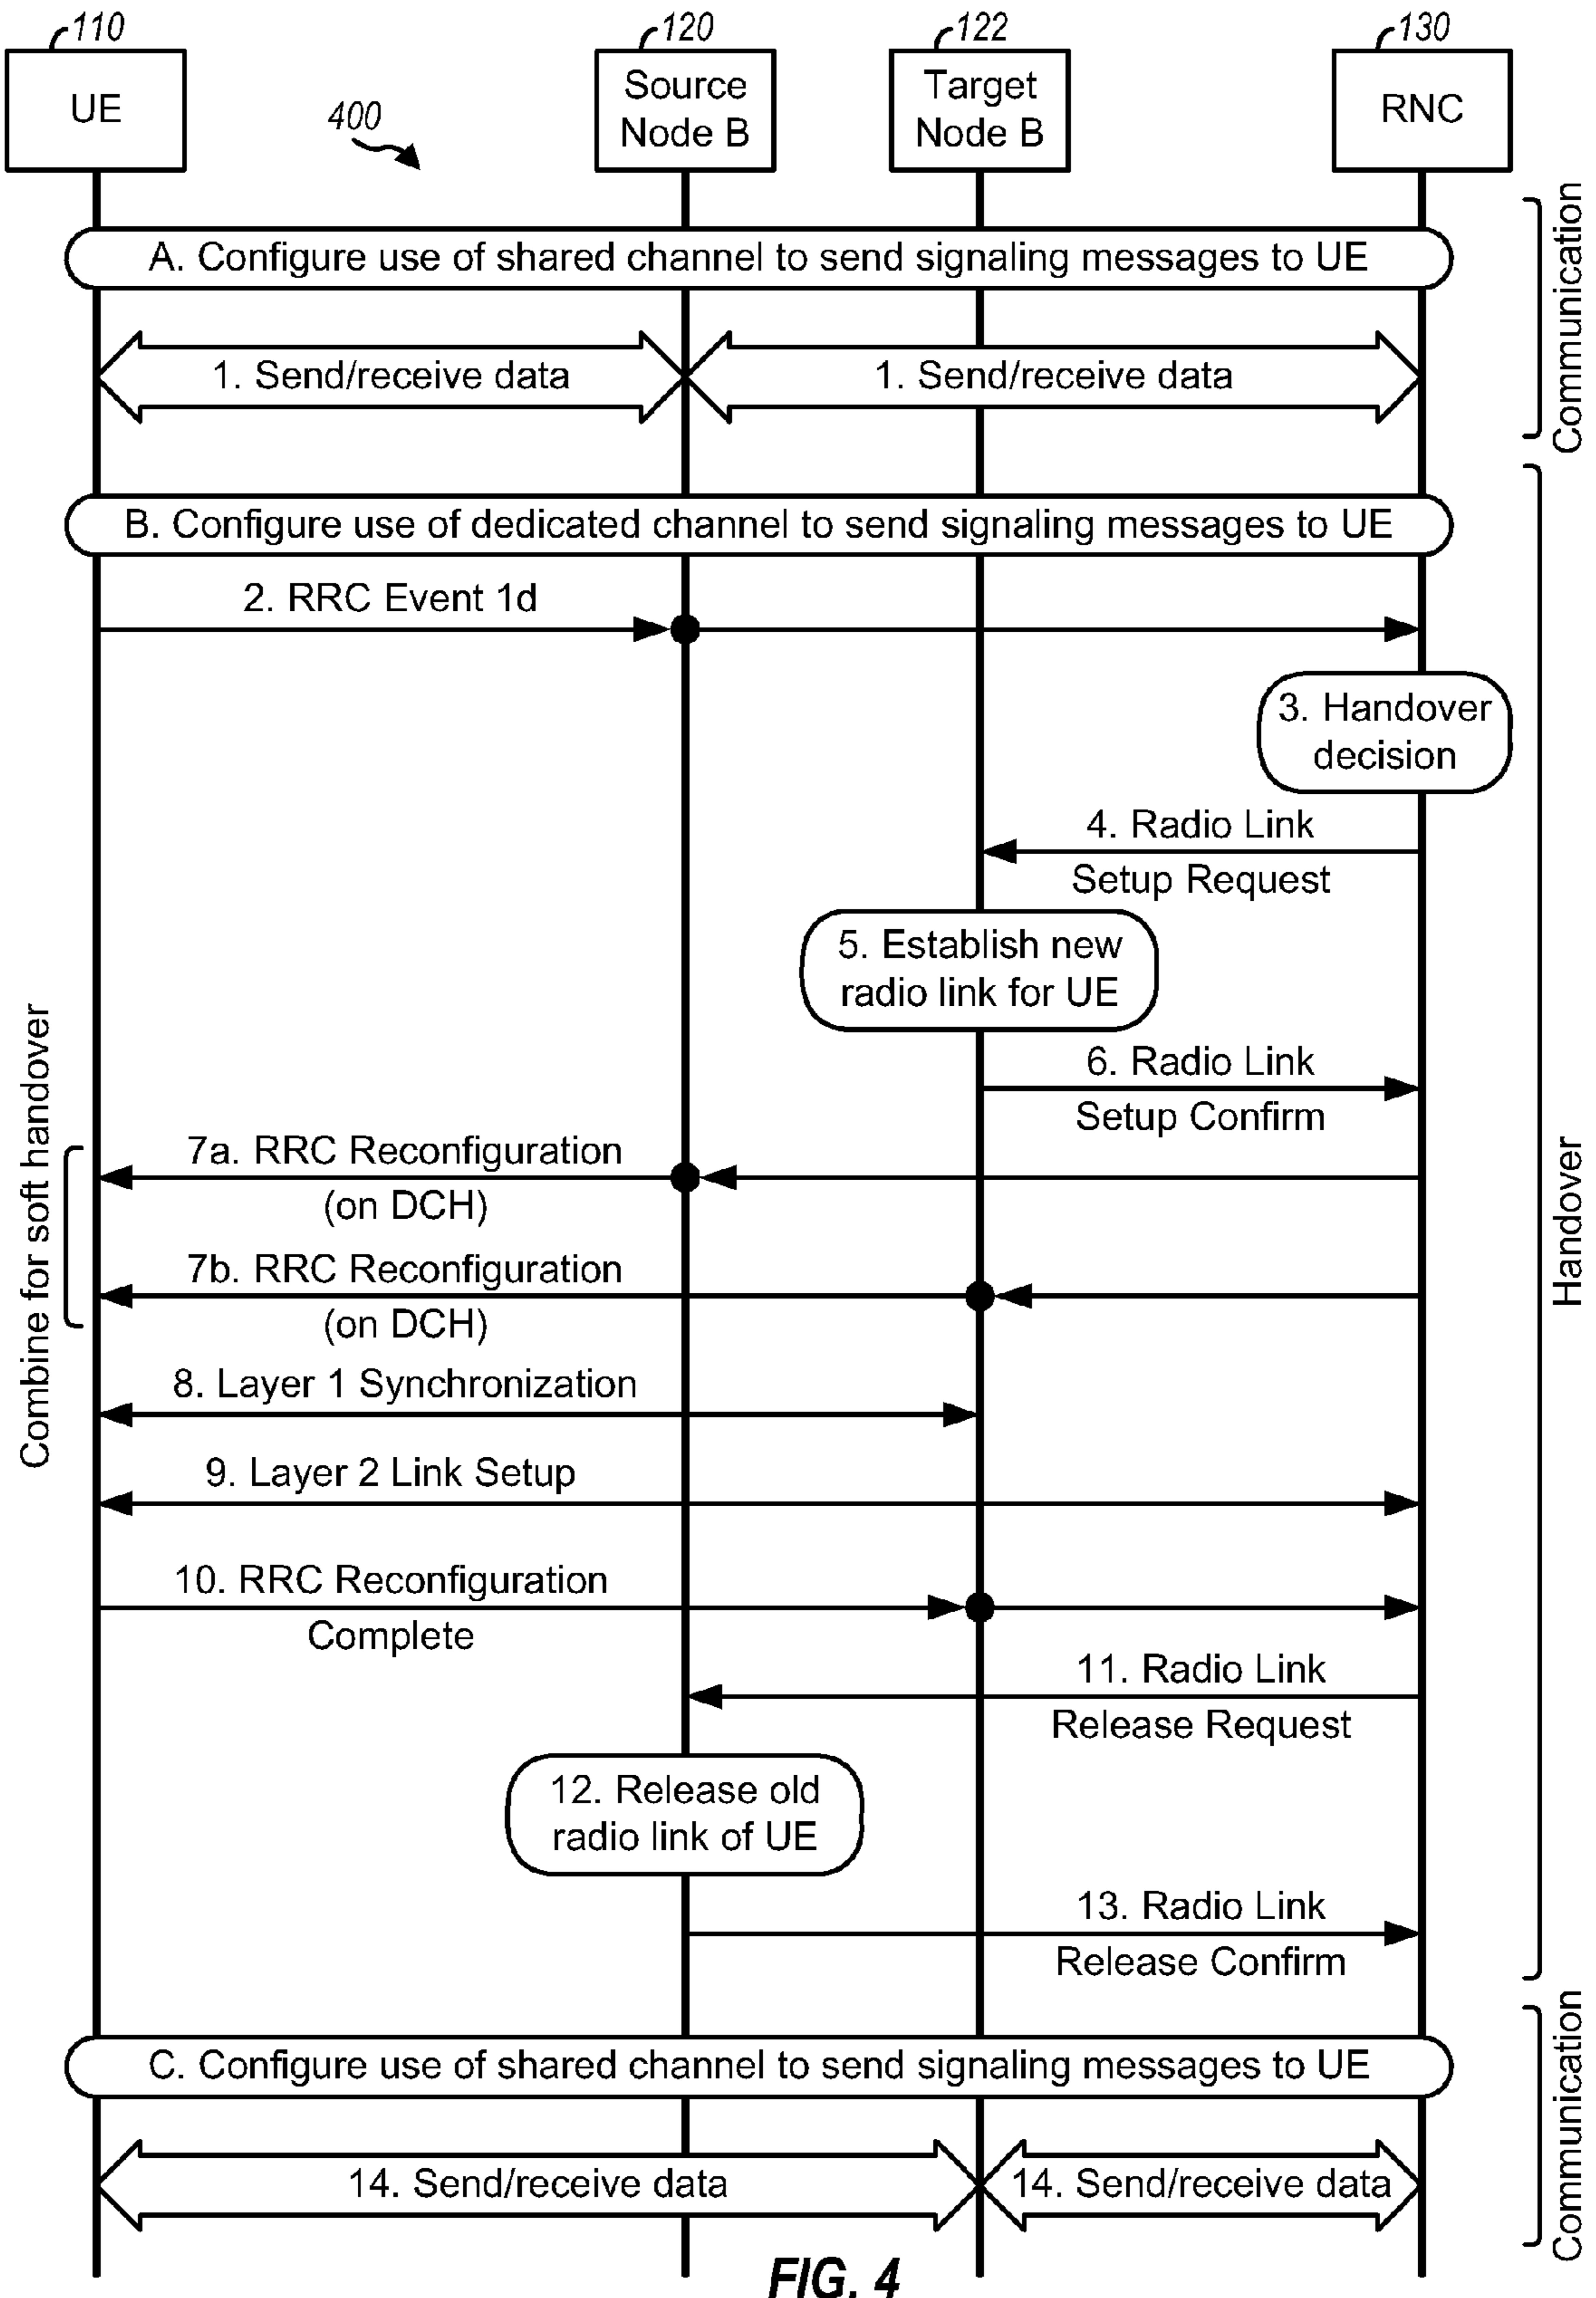 110
120
122
130
UE
Source
Node B
Target
Node B
RNC
400
A. Configure use of shared channel to send signaling messages to UE
1. Send/receive data
1. Send/receive data
Communication
B. Configure use of dedicated channel to send signaling messages to UE
2. RRC Event 1d
3. Handover
decision
4. Radio Link
Setup Request
5. Establish new
radio link for UE
6. Radio Link
Setup Confirm
7a. RRC Reconfiguration
(on DCH)
7b. RRC Reconfiguration
(on DCH)
Combine for soft handover
Handover
8. Layer 1 Synchronization
9. Layer 2 Link Setup
10. RRC Reconfiguration
Complete
11. Radio Link
Release Request
12. Release old
radio link of UE
13. Radio Link
Release Confirm
C. Configure use of shared channel to send signaling messages to UE
14. Send/receive data
14. Send/receive data
Communication
FIG. 4